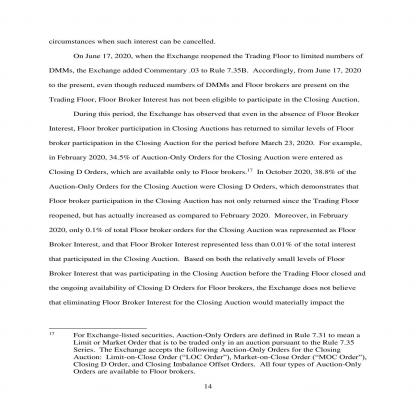 circumstances when such interest can be cancelled.
On June 17, 2020, when the Exchange reopened the Trading Floor to limited numbers of
DMMs, the Exchange added Commentary .03 to Rule 7.35B.  Accordingly, from June 17, 2020
to the present, even though reduced numbers of DMMs and Floor brokers are present on the
Trading Floor, Floor Broker Interest has not been eligible to participate in the Closing Auction.
During this period, the Exchange has observed that even in the absence of Floor Broker
Interest, Floor broker participation in Closing Auctions has returned to similar levels of Floor
broker participation in the Closing Auction for the period before March 23, 2020.  For example,
in February 2020, 34.5% of Auction-Only Orders for the Closing Auction were entered as
Closing D Orders, which are available only to Floor brokers.17  In October 2020, 38.8% of the
Auction-Only Orders for the Closing Auction were Closing D Orders, which demonstrates that
Floor broker participation in the Closing Auction has not only returned since the Trading Floor
reopened, but has actually increased as compared to February 2020.  Moreover, in February
2020, only 0.1% of total Floor broker orders for the Closing Auction was represented as Floor
Broker Interest, and that Floor Broker Interest represented less than 0.01% of the total interest
that participated in the Closing Auction.  Based on both the relatively small levels of Floor
Broker Interest that was participating in the Closing Auction before the Trading Floor closed and
the ongoing availability of Closing D Orders for Floor brokers, the Exchange does not believe
that eliminating Floor Broker Interest for the Closing Auction would materially impact the
17 For Exchange-listed securities, Auction-Only Orders are defined in Rule 7.31 to mean a
Limit or Market Order that is to be traded only in an auction pursuant to the Rule 7.35
Series.  The Exchange accepts the following Auction-Only Orders for the Closing
Auction:  Limit-on-Close Order (“LOC Order”), Market-on-Close Order (“MOC Order”),
Closing D Order, and Closing Imbalance Offset Orders.  All four types of Auction-Only
Orders are available to Floor brokers.
14